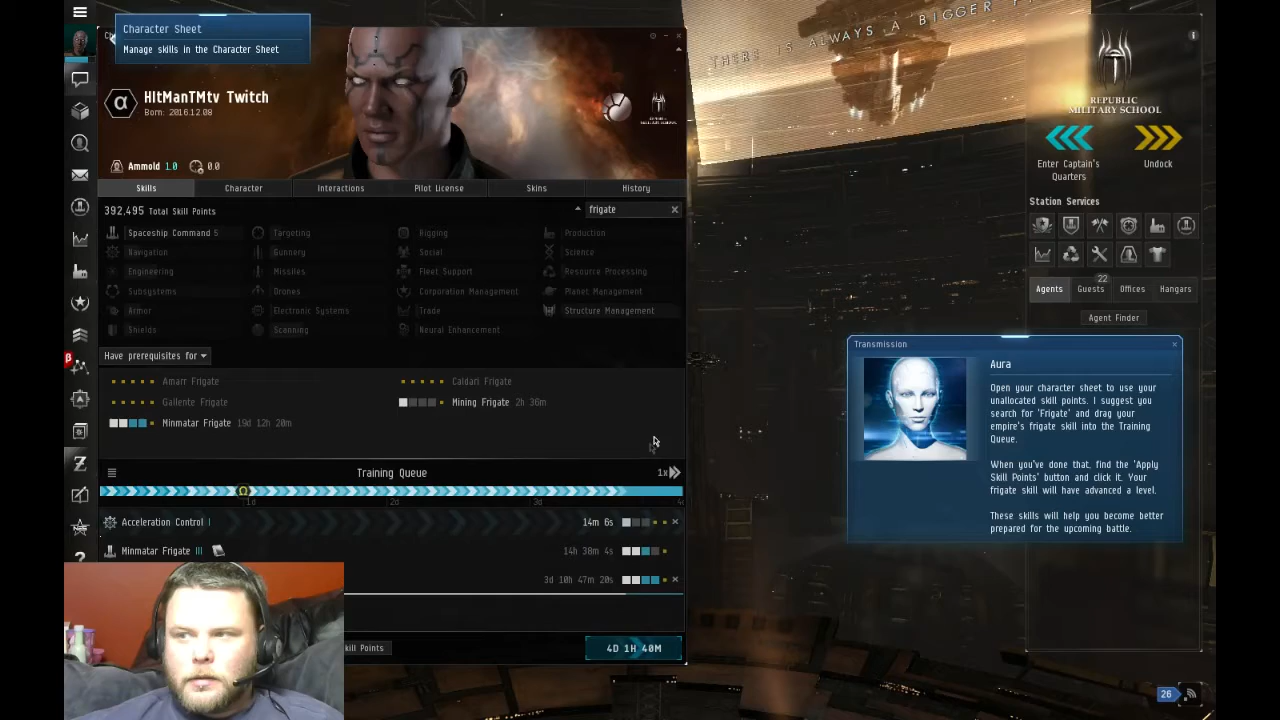 Character Sheet
Manage skills in the Character Sheet
α
HItManTMtv Twitch
Born: 2016.12.08
Ammold 1.0
0.0
Skills
Character
Interactions
Pilot License
Skins
History
392,495 Total Skill Points
frigate
Spaceship Command 5
Targeting
Rigging
Production
Navigation
Gunnery
Social
Science
Engineering
Missiles
Fleet Support
Resource Processing
Subsystems
Drones
Corporation Management
Planet Management
Armor
Electronic Systems
Trade
Structure Management
Shields
Scanning
Neural Enhancement
Have prerequisites for
Amarr Frigate
Caldari Frigate
Gallente Frigate
Mining Frigate 2h 36m
Minmatar Frigate 19d 12h 20m
Training Queue
1x
Ω
1d
2d
3d
Acceleration Control I
14m 6s
Minmatar Frigate III
14h 38m 4s
3d 10h 47m 20s
kill Points
4D 1H 40M
THERE IS ALWAYS A BIGGER
REPUBLIC
MILITARY SCHOOL
Enter Captain's
Quarters
Undock
Station Services
22
Agents
Guests
Offices
Hangars
Agent Finder
Transmission
Aura
Open your character sheet to use your
unallocated skill points. I suggest you
search for 'Frigate' and drag your
empire's frigate skill into the Training
Queue.
When you've done that, find the 'Apply
Skill Points' button and click it. Your
frigate skill will have advanced a level.
These skills will help you become better
prepared for the upcoming battle.
β
Z
?
26